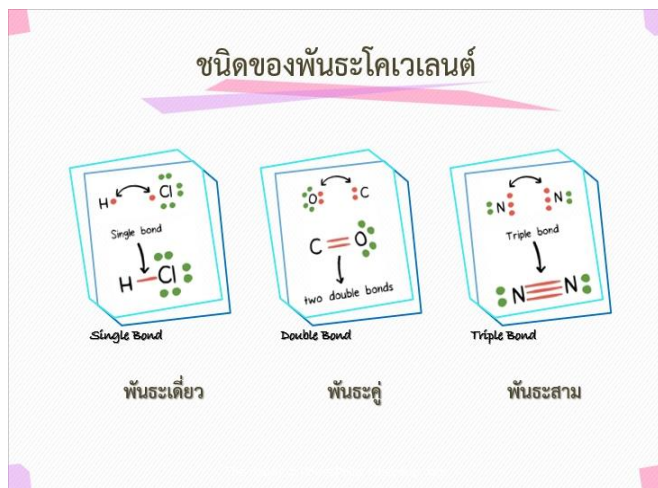 ชนิดของพันธะโคเวเลนต์
H Cl
Single bond
H Cl
Single Bond
พันธะเดี่ยว
O C
C O
two double bonds
Double Bond
พันธะคู่
N N
Triple bond
N N
Triple Bond
พันธะสาม